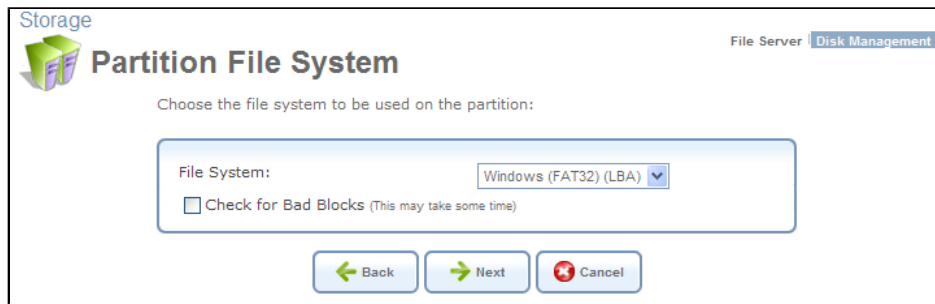 Storage
File Server | Disk Management
Partition File System
Choose the file system to be used on the partition:
File System: Windows (FAT32) (LBA)
Check for Bad Blocks (This may take some time)
Back Next Cancel